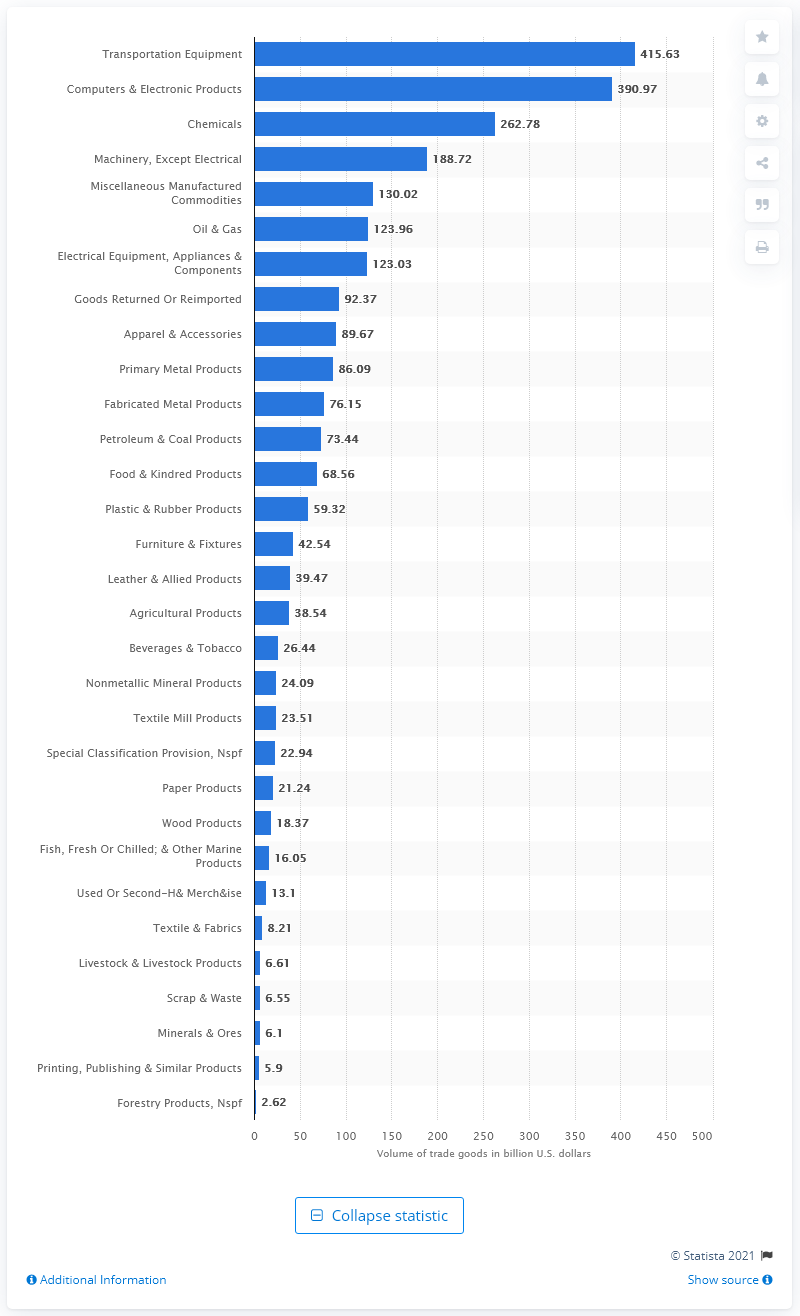 Transportation Equipment 415.63
Computers & Electronic Products 390.97
Chemicals 262.78
Machinery, Except Electrical 188.72
Miscellaneous Manufactured
Commodities 130.02
Oil & Gas 123.96
Electrical Equipment, Appliances &
Components 123.03
Goods Returned Or Reimported 92.37
Apparel & Accessories 89.67
Primary Metal Products 86.09
Fabricated Metal Products 76.15
Petroleum & Coal Products 73.44
Food & Kindred Products 68.56
Plastic & Rubber Products 59.32
Furniture & Fixtures 42.54
Leather & Allied Products 39.47
Agricultural Products 38.54
Beverages & Tobacco 26.44
Nonmetallic Mineral Products 24.09
Textile Mill Products 23.51
Special Classification Provision, Nspf 22.94
Paper Products 21.24
Wood Products 18.37
Fish, Fresh Or Chilled; & Other Marine
Products 16.05
Used Or Second-H& Merch&ise 13.1
Textile & Fabrics 8.21
Livestock & Livestock Products 6.61
Scrap & Waste 6.55
Minerals & Ores 6.1
Printing, Publishing & Similar Products 5.9
Forestry Products, Nspf 2.62
0 50 100 150 200 250 300 350 400 450 500
Volume of trade goods in billion U.S. dollars
Collapse statistic
© Statista 2021
Additional Information
Show source